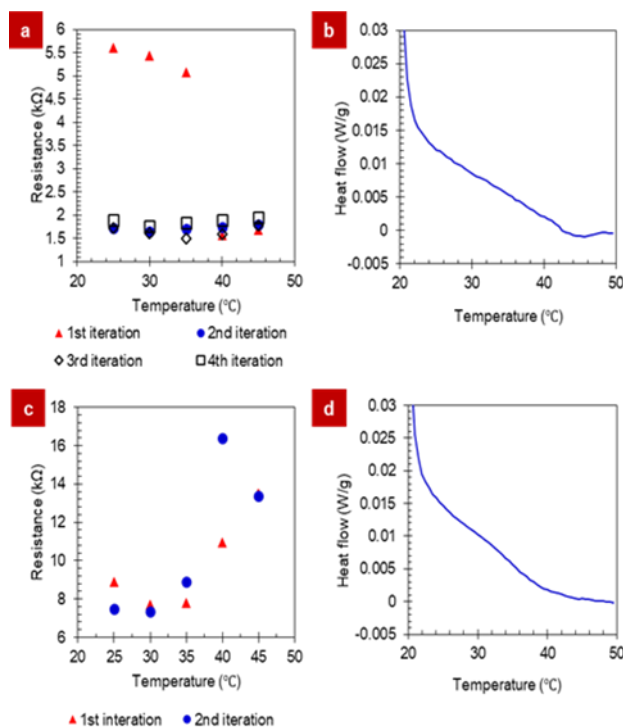 a
Resistance (kΩ)
6
5.5
5
4.5
4
3.5
3
2.5
2
1.5
1
20 30 40 50
Temperature (℃)
1st iteration 2nd iteration
3rd iteration 4th iteration
b
Heat flow (W/g)
0.03
0.025
0.02
0.015
0.01
0.005
0
-0.005
20 30 40 50
Temperature (℃)
c
Resistance (kΩ)
18
16
14
12
10
8
6
20 25 30 35 40 45 50
Temperature (℃)
1st interation 2nd iteration
d
Heat flow (W/g)
0.03
0.025
0.02
0.015
0.01
0.005
0
-0.005
20 30 40 50
Temperature (℃)